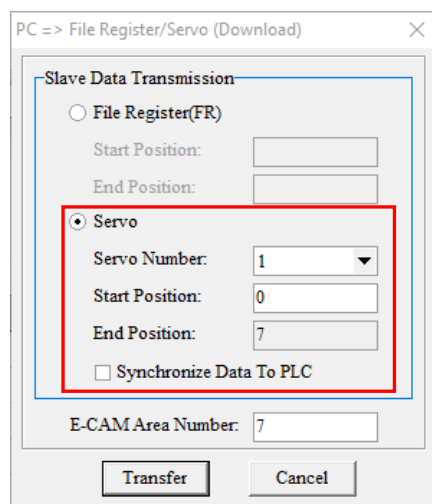 PC => File Register/Servo (Download)
Slave Data Transmission
File Register(FR)
Start Position:
End Position:
Servo
Servo Number: 1
Start Position: 0
End Position: 7
Synchronize Data To PLC
E-CAM Area Number: 7
Transfer Cancel